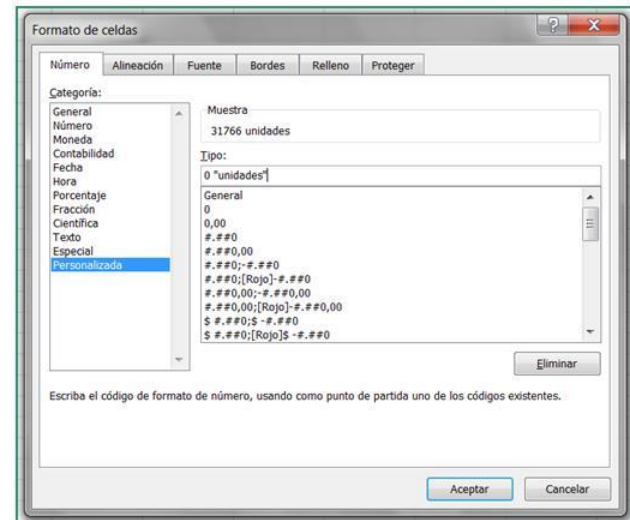 Formato de celdas
Número Alineación Fuente Bordes Relleno Proteger
Categoría:
General
Número
Moneda
Contabilidad
Fecha
Hora
Porcentaje
Fracción
Científica
Texto
Especial
Personalizada
Muestra
31766 unidades
Tipo:
0 "unidades"
General
0
0,00
#.##0
#.##0,00
#.##0;-#.##0
#.##0;[Rojo]-#.##0
#.##0,00;-#.##0,00
#.##0,00;[Rojo]-#.##0,00
$ #.##0;$ -#.##0
$ #.##0;[Rojo]$ -#.##0
Eliminar
Escriba el código de formato de número, usando como punto de partida uno de los códigos existentes.
Aceptar Cancelar